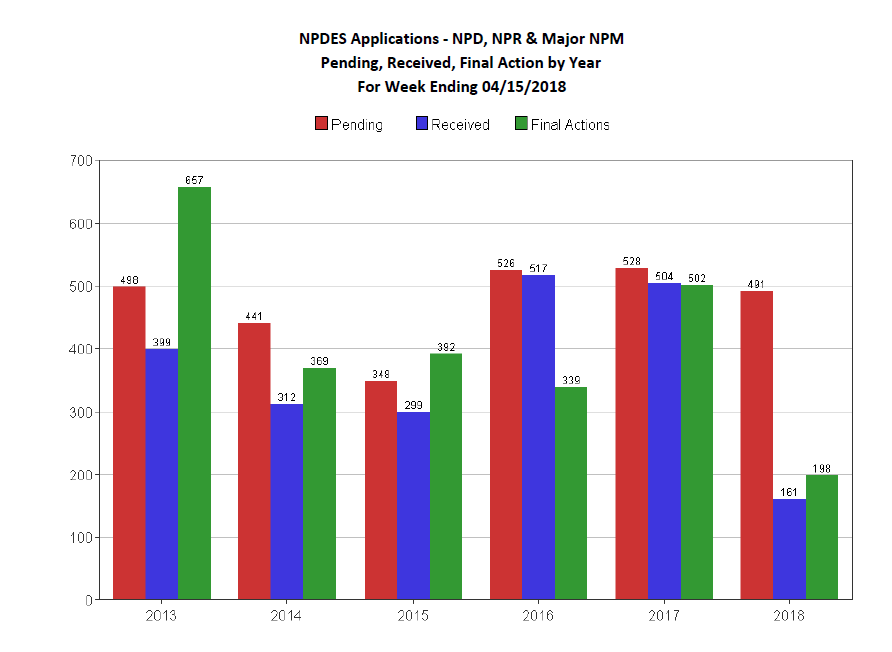 NPDES Applications - NPD, NPR & Major NPM
Pending, Received, Final Action by Year
For Week Ending 04/15/2018
Pending Received Final Actions
700
600
500
400
300
200
100
0
498 399 657
441 312 369
349 299 392
526 517 339
528 504 502
491 161 198
2013 2014 2015 2016 2017 2018